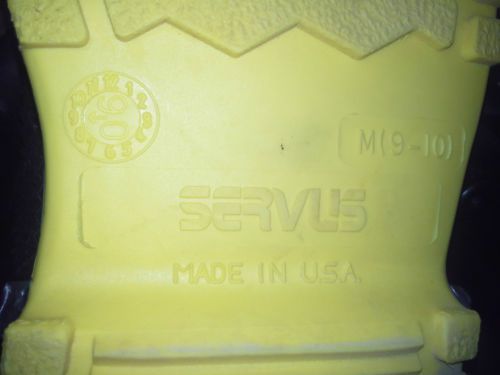 M(9-10)
SERVUS
MADE IN U.S.A.